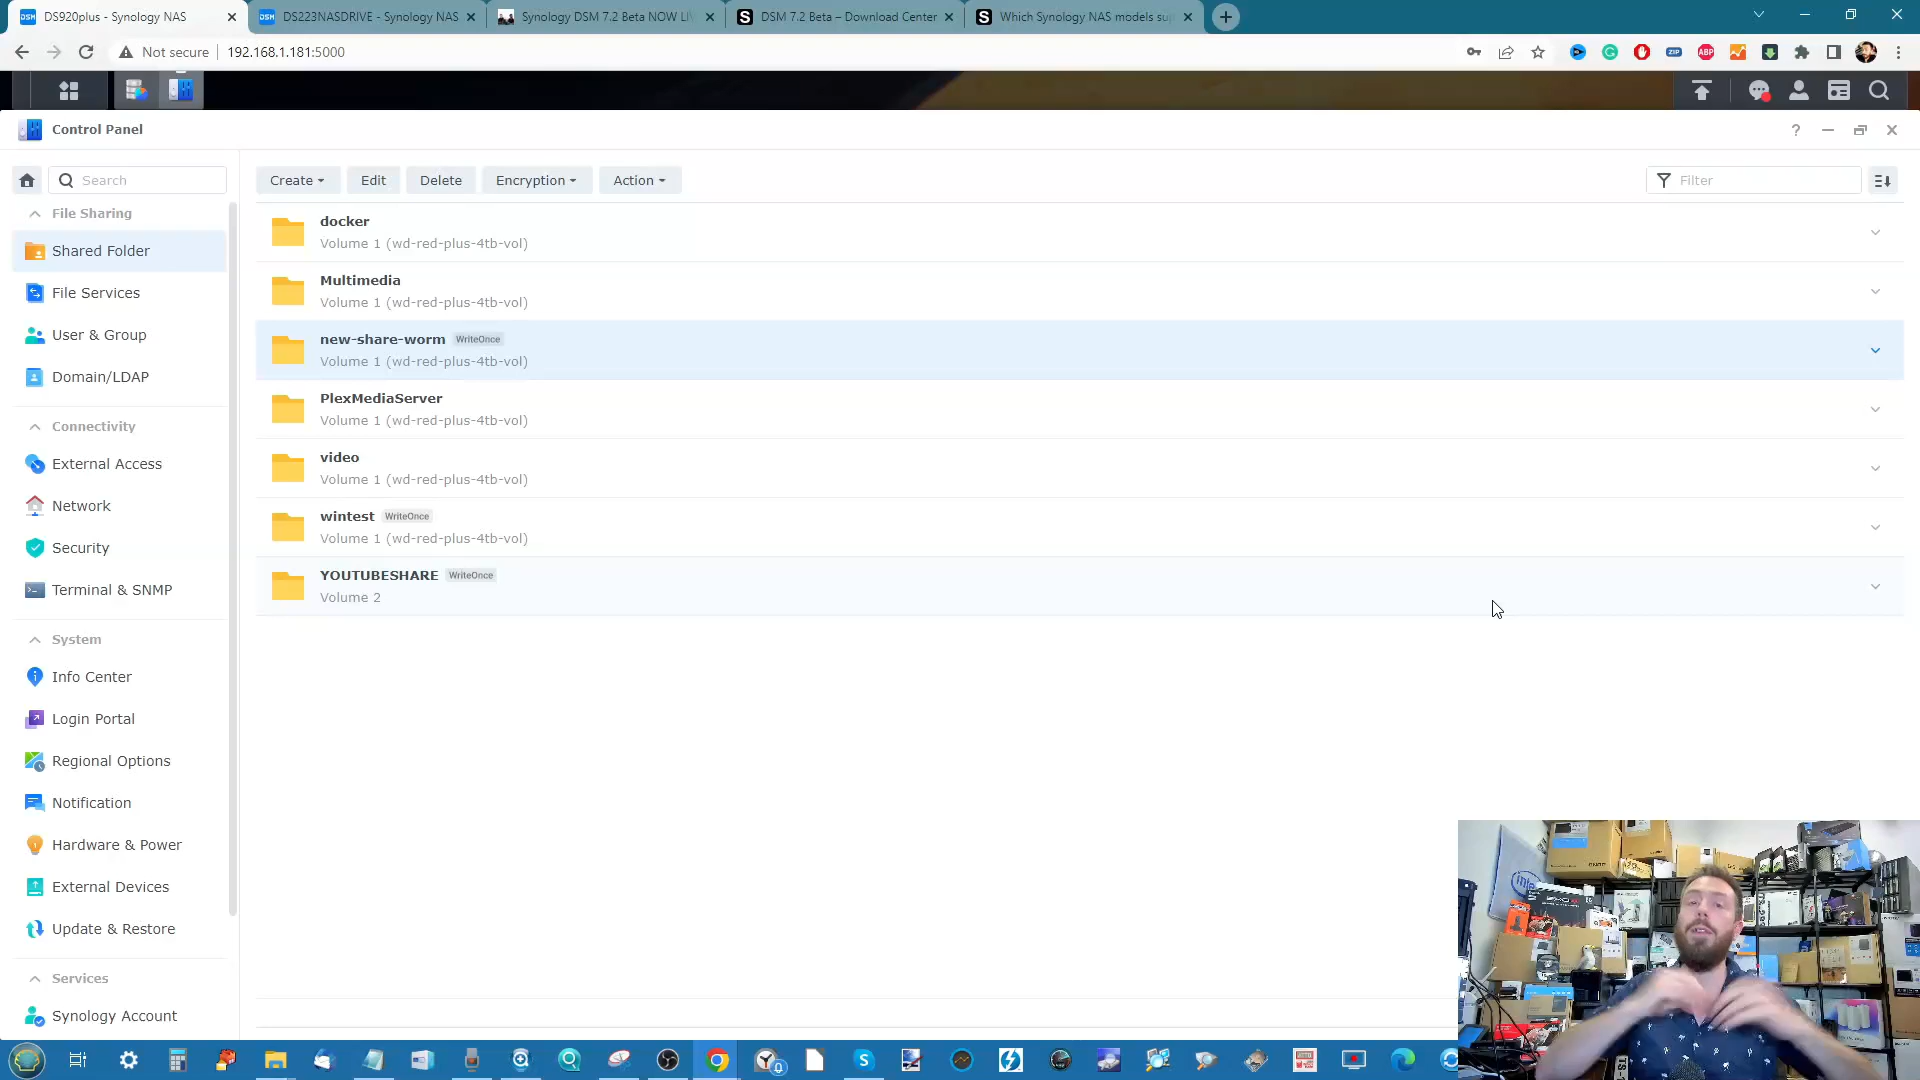 DS920plus - Synology NAS
DS223NASDRIVE - Synology NAS
Synology DSM 7.2 Beta NOW LI
DSM 7.2 Beta – Download Center
Which Synology NAS models su
Not secure
192.168.1.181:5000
Control Panel
Search
Create
Edit
Delete
Encryption
Action
Filter
File Sharing
Shared Folder
File Services
User & Group
Domain/LDAP
Connectivity
External Access
Network
Security
Terminal & SNMP
System
Info Center
Login Portal
Regional Options
Notification
Hardware & Power
External Devices
Update & Restore
Services
Synology Account
docker
Volume 1 (wd-red-plus-4tb-vol)
Multimedia
Volume 1 (wd-red-plus-4tb-vol)
new-share-worm WriteOnce
Volume 1 (wd-red-plus-4tb-vol)
PlexMediaServer
Volume 1 (wd-red-plus-4tb-vol)
video
Volume 1 (wd-red-plus-4tb-vol)
wintest WriteOnce
Volume 1 (wd-red-plus-4tb-vol)
YOUTUBESHARE WriteOnce
Volume 2
intel